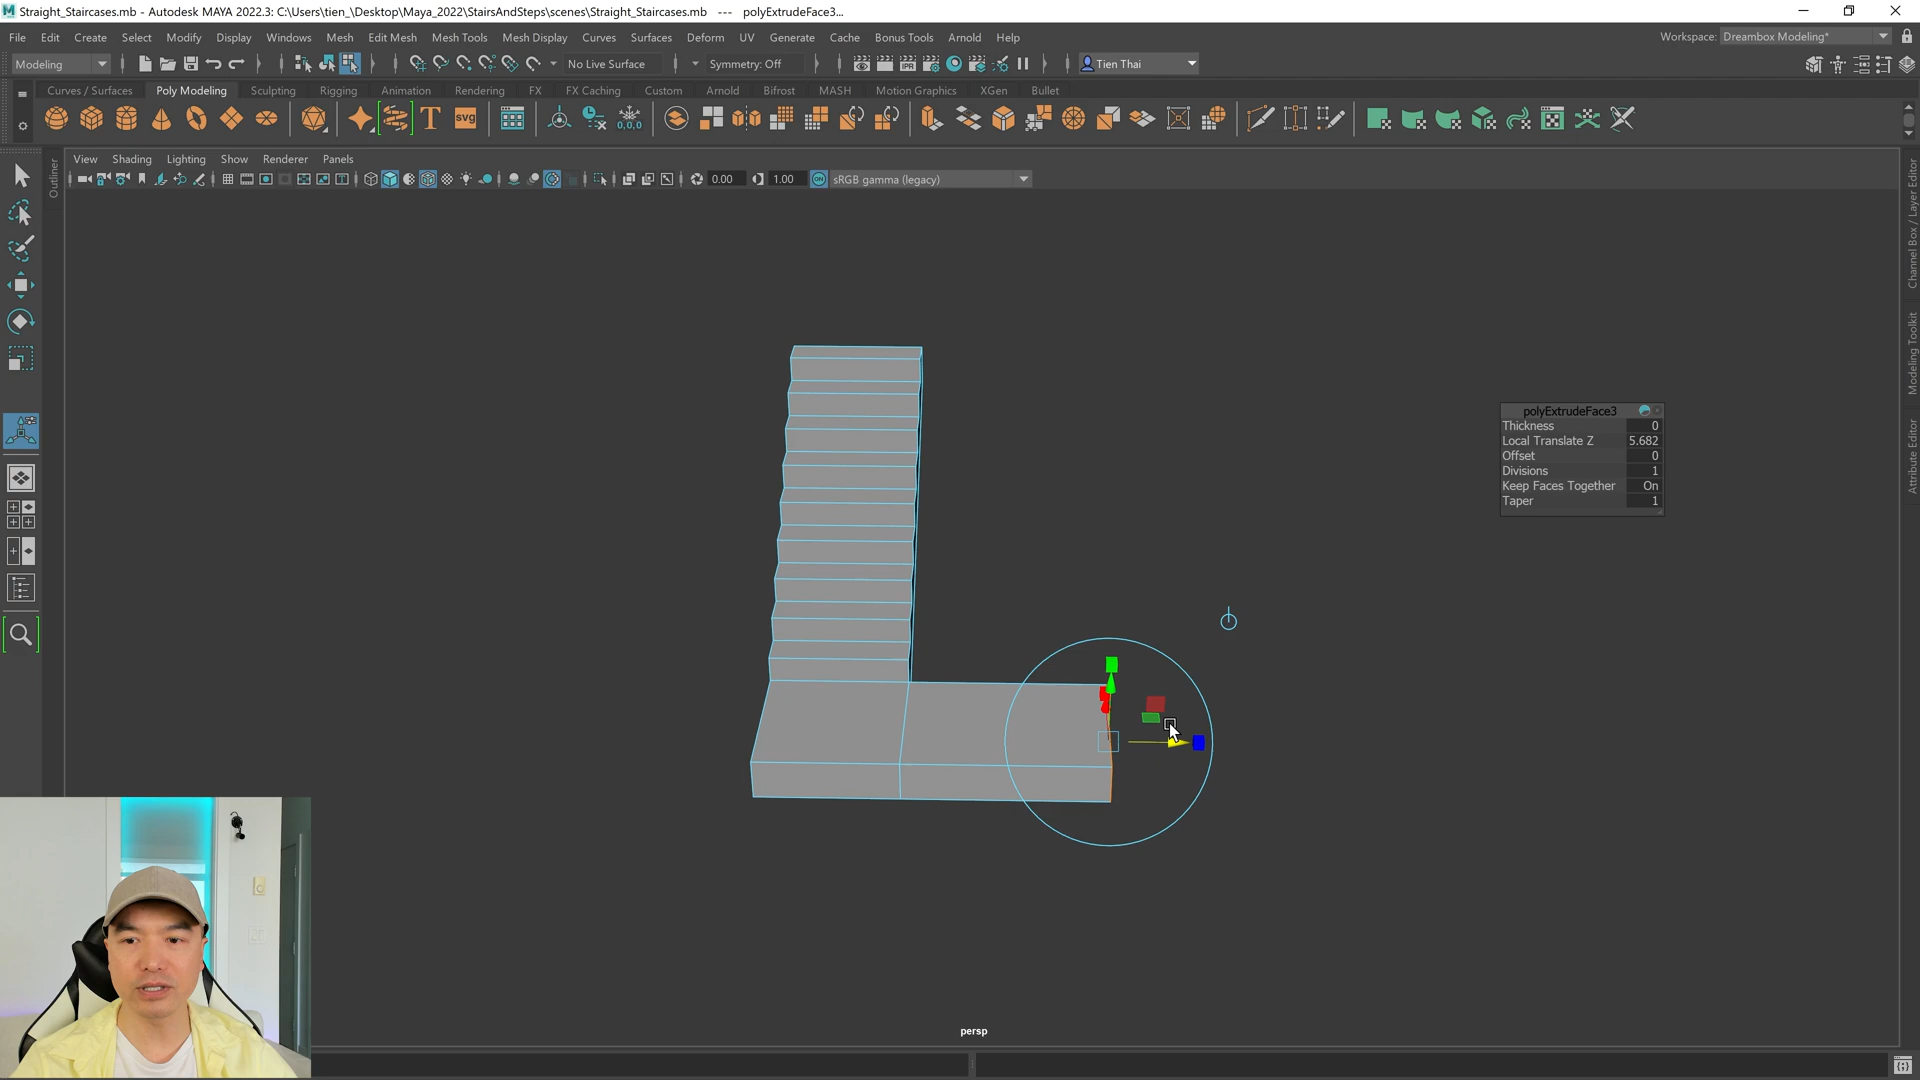 Straight_Staircases.mb - Autodesk MAYA 2022.3: C:\Users\tien_\Desktop\Maya_2022\StairsAndSteps\scenes\Straight_Staircases.mb --- polyExtrudeFace3...
File Edit Create Select Modify Display Windows Mesh Edit Mesh Mesh Tools Mesh Display Curves Surfaces Deform UV Generate Cache Bonus Tools Arnold Help
Workspace: Dreambox Modeling*
Modeling
No Live Surface
Symmetry: Off
Tien Thai
Curves / Surfaces Poly Modeling Sculpting Rigging Animation Rendering FX FX Caching Custom Arnold Bifrost MASH Motion Graphics XGen Bullet
T
SVG
0,0,0
View Shading Lighting Show Renderer Panels
0.00
1.00
ON
sRGB gamma (legacy)
Outliner
Channel Box / Layer Editor
Modeling Toolkit
Attribute Editor
polyExtrudeFace3
Thickness 0
Local Translate Z 5.682
Offset 0
Divisions 1
Keep Faces Together On
Taper 1
persp